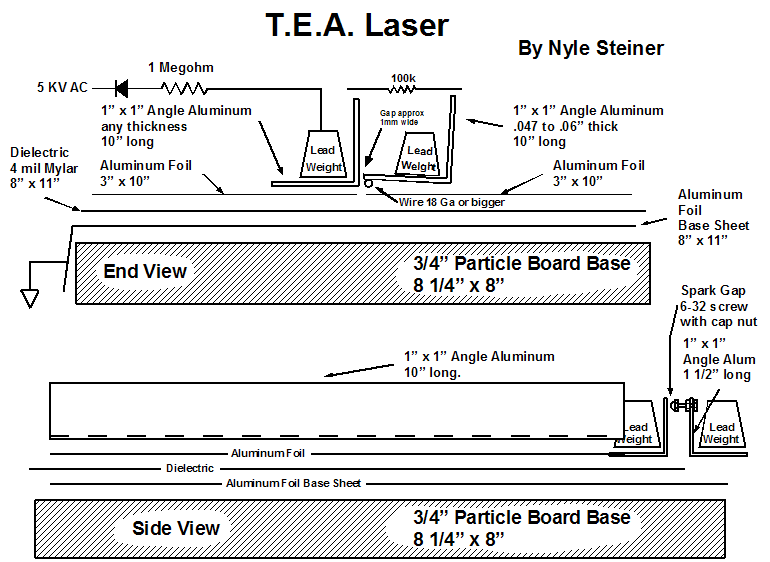 T.E.A. Laser
By Nyle Steiner
5 KV AC
1 Megohm
100k
1” x 1” Angle Aluminum
any thickness
10” long
Gap approx
1mm wide
1” x 1” Angle Aluminum
.047 to .06” thick
10” long
Lead
Weight
Lead
Weight
Dielectric
4 mil Mylar
8” x 11”
Aluminum Foil
3” x 10”
Aluminum Foil
3” x 10”
Wire 18 Ga or bigger
Aluminum
Foil
Base Sheet
8” x 11”
End View
3/4” Particle Board Base
8 1/4” x 8”
Spark Gap
6-32 screw
with cap nut
1” x 1”
Angle Alum
1 1/2” long
1” x 1” Angle Aluminum
10” long.
Lead
Weight
Lead
Weight
Aluminum Foil
Dielectric
Aluminum Foil Base Sheet
Side View
3/4” Particle Board Base
8 1/4” x 8”